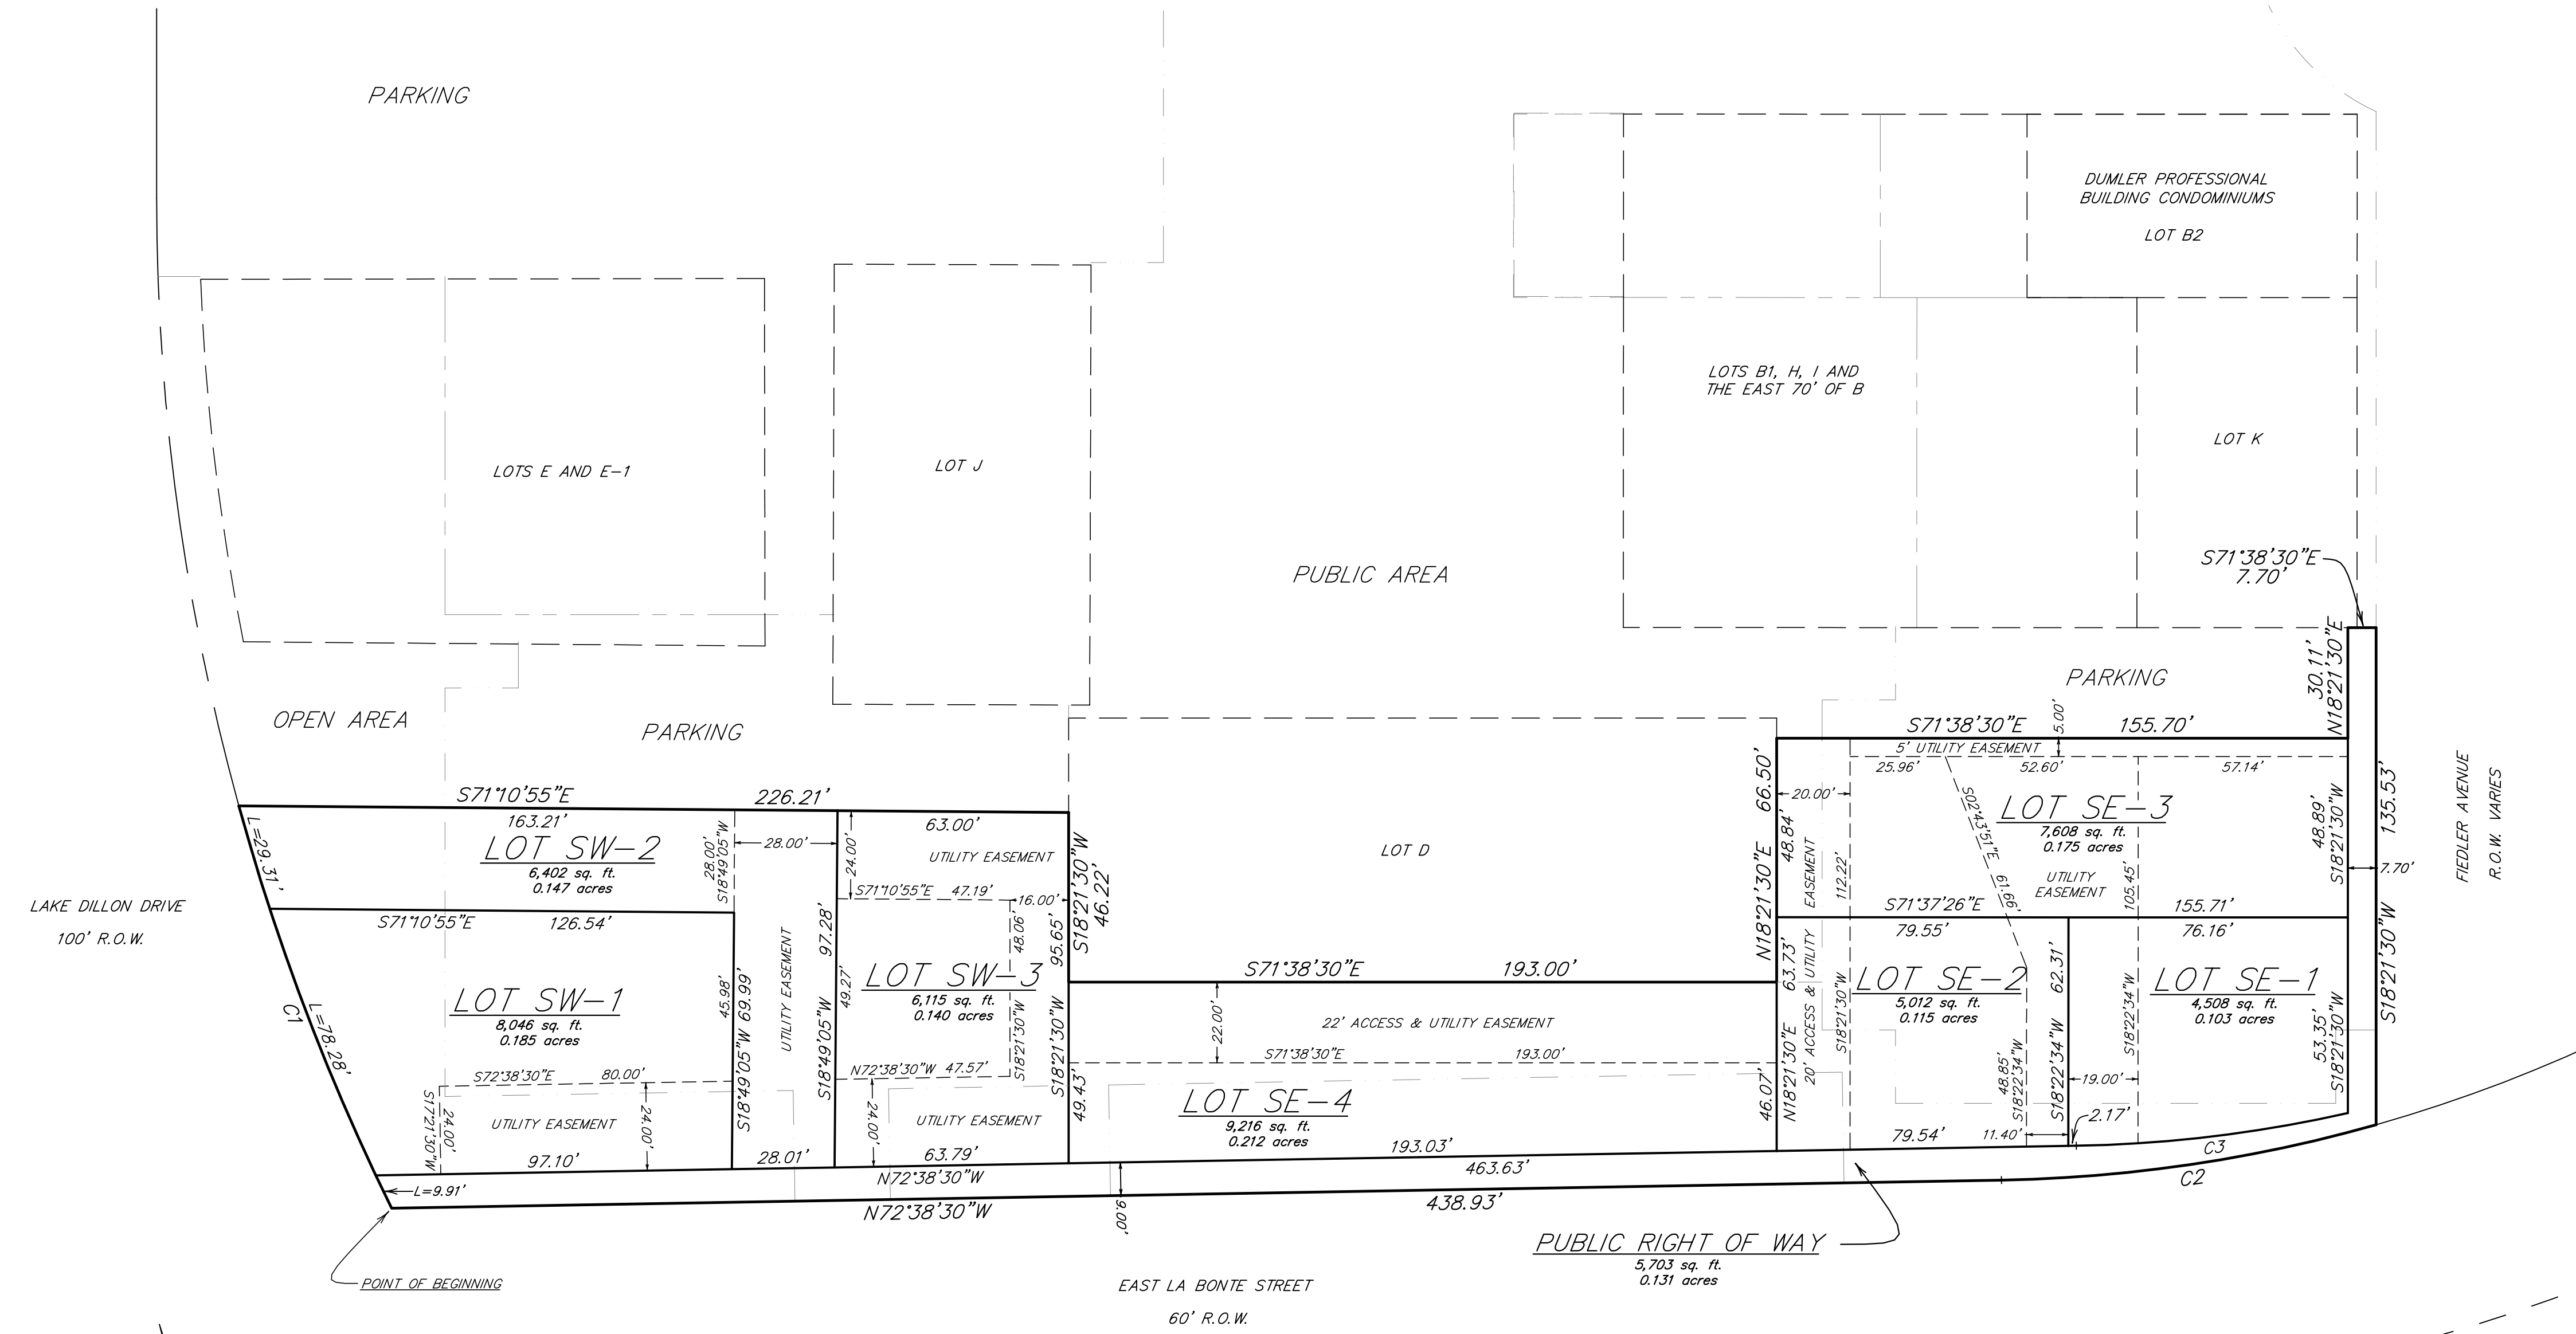 PARKING
DUMLER PROFESSIONAL
BUILDING CONDOMINIUMS
LOT B2
LOTS B1, H, I AND
THE EAST 70' OF B
LOT K
LOTS E AND E-1
LOT J
PUBLIC AREA
S71°38'30"E
7.70'
30.11'
N18°21'30"E
PARKING
OPEN AREA
PARKING
S71°38'30"E 155.70'
5.00'
5' UTILITY EASEMENT
25.96' 52.60' 57.14'
66.50'
N18°21'30"E
48.84'
20.00'
EASEMENT
112.22'
S02°43'51"E 61.66'
LOT SE-3
7,608 sq. ft.
0.175 acres
UTILITY
EASEMENT
105.45'
48.89'
S18°21'30"W
135.53'
S18°21'30"W
7.70'
FIEDLER AVENUE
R.O.W. VARIES
S71°10'55"E 226.21'
163.21'
63.00'
L=29.31'
LOT SW-2
6,402 sq. ft.
0.147 acres
28.00'
S18°49'05"W
28.00'
24.00'
UTILITY EASEMENT
S71°10'55"E 47.19'
16.00'
S18°21'30"W
46.22'
95.65'
48.06'
LOT D
LAKE DILLON DRIVE
100' R.O.W.
S71°10'55"E 126.54'
C1
L=78.28'
LOT SW-1
8,046 sq. ft.
0.185 acres
45.98'
S18°49'05"W 69.99'
UTILITY EASEMENT
97.28'
S18°49'05"W
49.27'
LOT SW-3
6,115 sq. ft.
0.140 acres
S18°21'30"W
S18°21'30"W
49.43'
S71°38'30"E 193.00'
22.00'
22' ACCESS & UTILITY EASEMENT
S71°38'30"E 193.00'
S71°37'26"E 155.71'
79.55' 76.16'
63.73'
N18°21'30"E
46.07'
20' ACCESS & UTILITY
S18°21'30"W
LOT SE-2
5,012 sq. ft.
0.115 acres
48.85'
S18°22'34"W
62.31'
S18°22'34"W
S18°22'34"W
19.00'
LOT SE-1
4,508 sq. ft.
0.103 acres
53.35'
S18°21'30"W
S72°38'30"E 80.00'
S17°21'30"W
24.00'
UTILITY EASEMENT
24.00'
N72°38'30"W 47.57'
24.00'
UTILITY EASEMENT
LOT SE-4
9,216 sq. ft.
0.212 acres
97.10'
28.01'
63.79'
193.03'
79.54'
11.40'
2.17'
C3
C2
L=9.91'
N72°38'30"W
463.63'
N72°38'30"W
9.00'
438.93'
PUBLIC RIGHT OF WAY
5,703 sq. ft.
0.131 acres
POINT OF BEGINNING
EAST LA BONTE STREET
60' R.O.W.